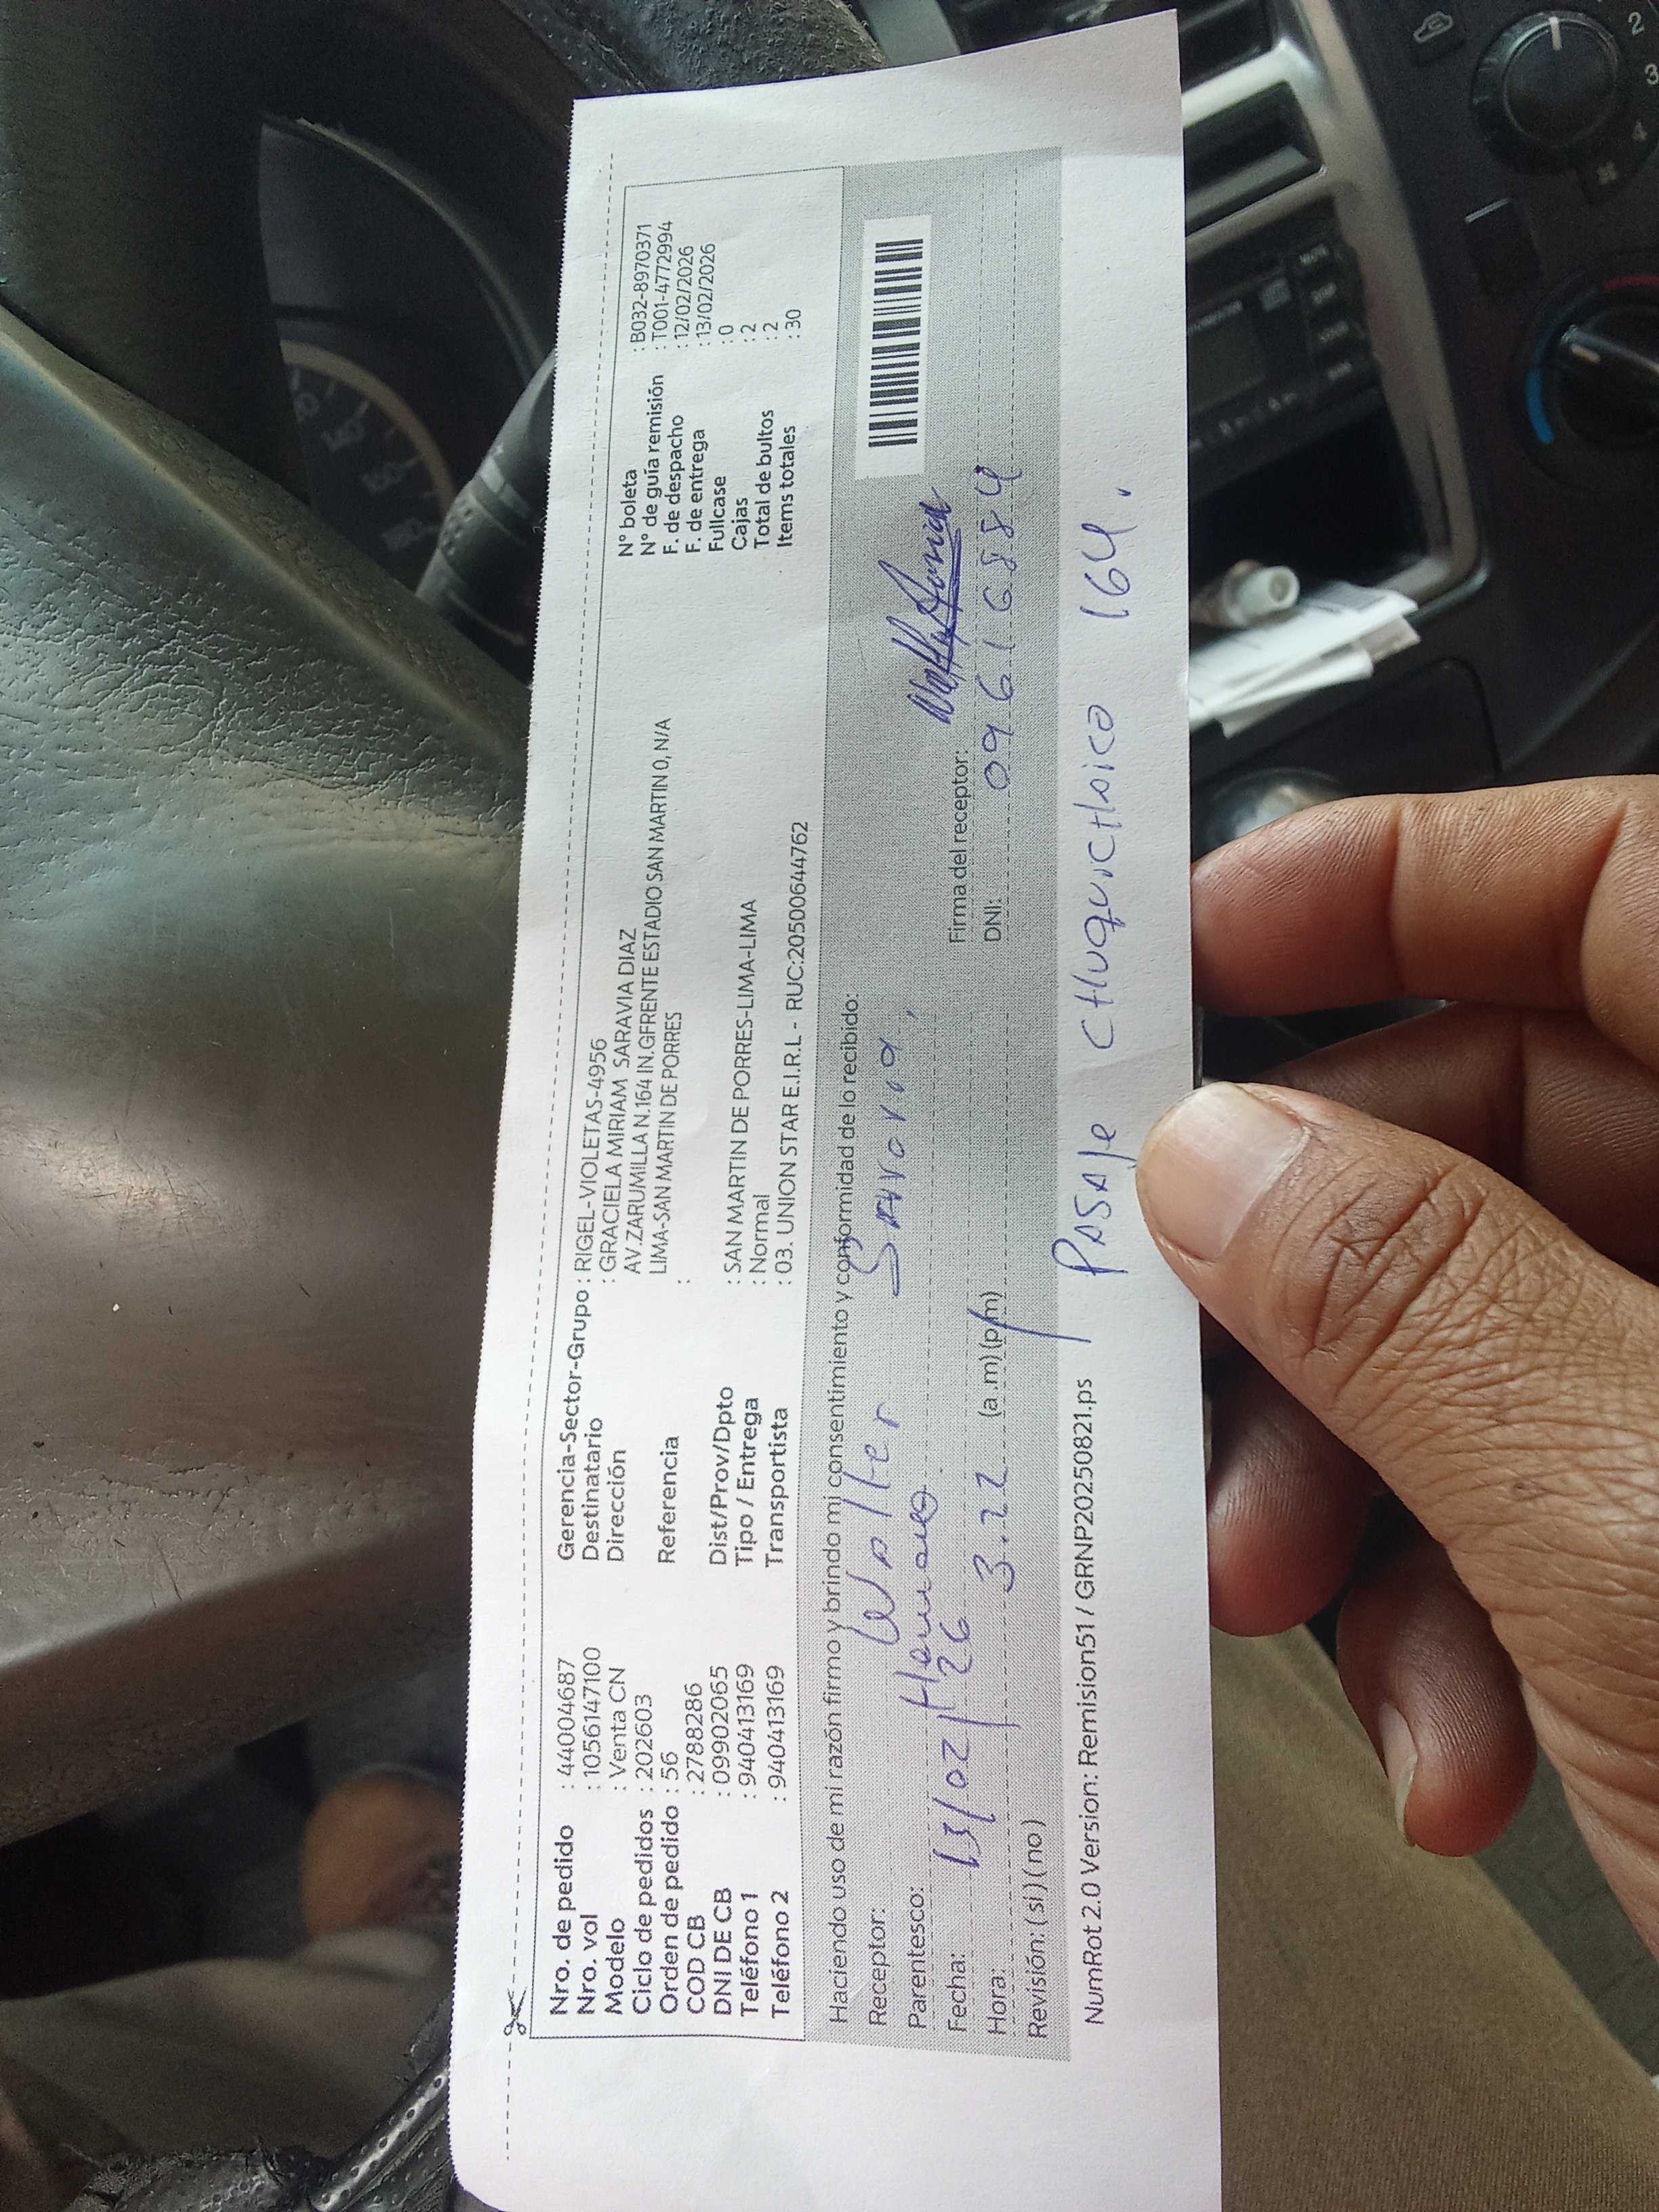 Nro. de pedido : 44004687
Nro. vol : 1056147100
Modelo : Venta CN
Ciclo de pedidos : 202603
Orden de pedido : 56
COD CB : 2788286
DNI DE CB : 09902065
Teléfono 1 : 940413169
Teléfono 2 : 940413169
Gerencia-Sector-Grupo : RIGEL-VIOLETAS-4956
Destinatario : GRACIELA MIRIAM SARAVIA DIAZ
Dirección AV.ZARUMILLA N.164 IN.GFRENTE ESTADIO SAN MARTIN 0, N/A
LIMA-SAN MARTIN DE PORRES
Referencia :
Dist/Prov/Dpto : SAN MARTIN DE PORRES-LIMA-LIMA
Tipo / Entrega : Normal
Transportista : 03. UNION STAR E.I.R.L - RUC:20500644762
N° boleta : B032-8970371
N° de guía remisión : T001-4772994
F. de despacho : 12/02/2026
F. de entrega : 13/02/2026
Fullcase : 0
Cajas : 2
Total de bultos : 2
Items totales : 30
Haciendo uso de mi razón firmo y brindo mi consentimiento y conformidad de lo recibido:
Receptor: Walter Saravia
Parentesco: Hermano
Fecha: 13/02/26
Hora: 3.22 (a.m)(p/m)
Revisión: ( si ) ( no )
Firma del receptor:
DNI: 09616884
NumRot 2.0 Version: Remision51 / GRNP20250821.ps
PASAJE 164.